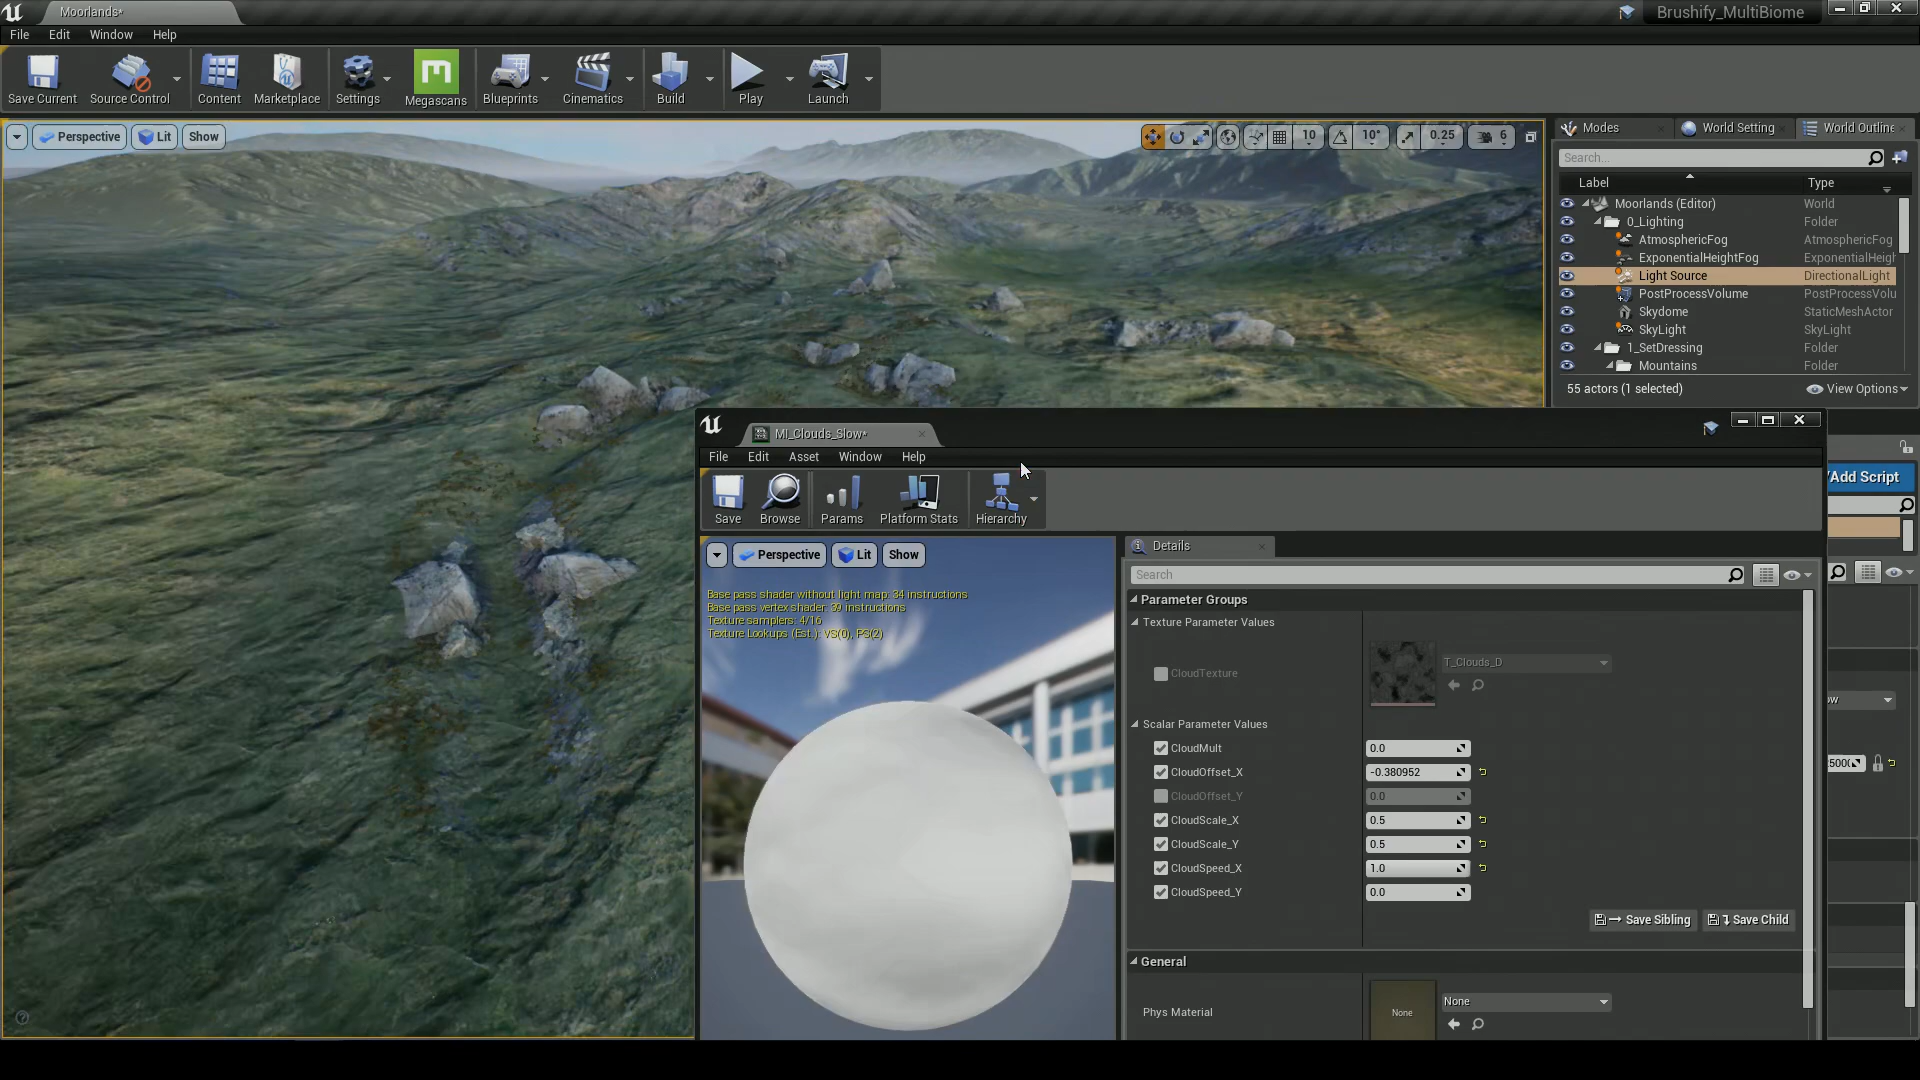 Moorlands*
Brushify_MultiBiome
File Edit Window Help
Save Current Source Control Content Marketplace Settings Megascans Blueprints Cinematics Build Play Launch
Perspective Lit Show
10 10° 0.25 6
Modes World Setting World Outline
Search...
Label Type
Moorlands (Editor) World
0_Lighting Folder
AtmosphericFog AtmosphericFog
ExponentialHeightFog ExponentialHeigh
Light Source DirectionalLight
PostProcessVolume PostProcessVolu
Skydome StaticMeshActor
SkyLight SkyLight
1_SetDressing Folder
Mountains Folder
55 actors (1 selected) View Options
MI_Clouds_Slow*
File Edit Asset Window Help
/Add Script
Save Browse Params Platform Stats Hierarchy
Perspective Lit Show
Base pass shader without light map: 34 instructions
Base pass vertex shader: 39 instructions
Texture samplers: 4/16
Texture Lookups (Est.): VS(0), PS(2)
Details
Search
Parameter Groups
Texture Parameter Values
CloudTexture T_Clouds_D
Scalar Parameter Values
CloudMult 0.0
CloudOffset_X -0.380952
CloudOffset_Y 0.0
CloudScale_X 0.5
CloudScale_Y 0.5
CloudSpeed_X 1.0
CloudSpeed_Y 0.0
Save Sibling Save Child
General
Phys Material None None